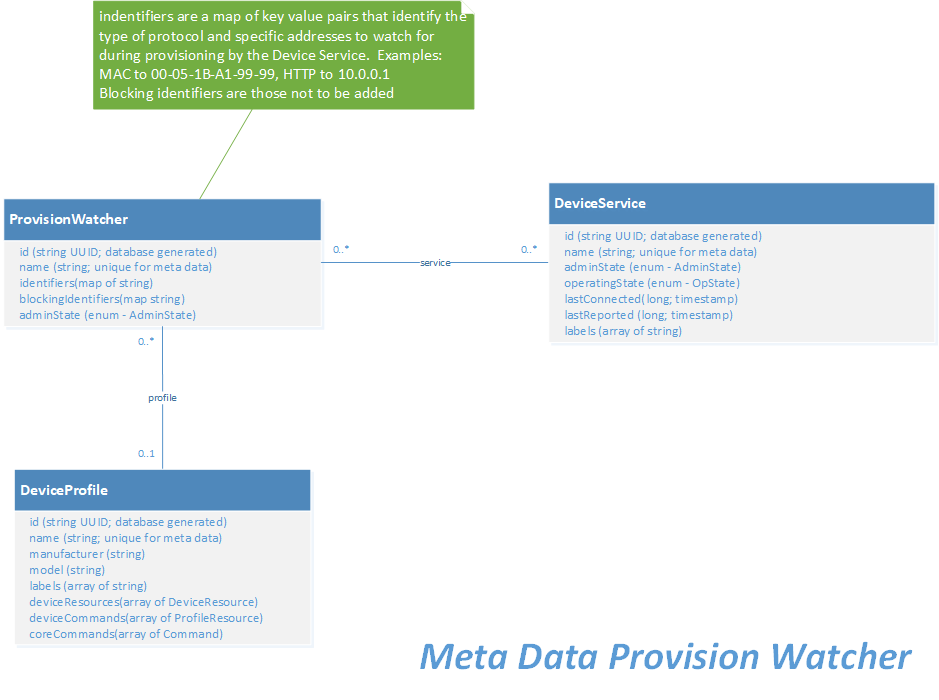 indentifiers are a map of key value pairs that identify the
type of protocol and specific addresses to watch for
during provisioning by the Device Service.  Examples:
MAC to 00-05-1B-A1-99-99, HTTP to 10.0.0.1
Blocking identifiers are those not to be added
ProvisionWatcher
id (string UUID; database generated)
name (string; unique for meta data)
identifiers(map of string)
blockingIdentifiers(map string)
adminState (enum - AdminState)
0..*
service
0..*
DeviceService
id (string UUID; database generated)
name (string; unique for meta data)
adminState (enum - AdminState)
operatingState (enum - OpState)
lastConnected(long; timestamp)
lastReported (long; timestamp)
labels (array of string)
0..*
profile
0..1
DeviceProfile
id (string UUID; database generated)
name (string; unique for meta data)
manufacturer (string)
model (string)
labels (array of string)
deviceResources(array of DeviceResource)
deviceCommands(array of ProfileResource)
coreCommands(array of Command)
Meta Data Provision Watcher